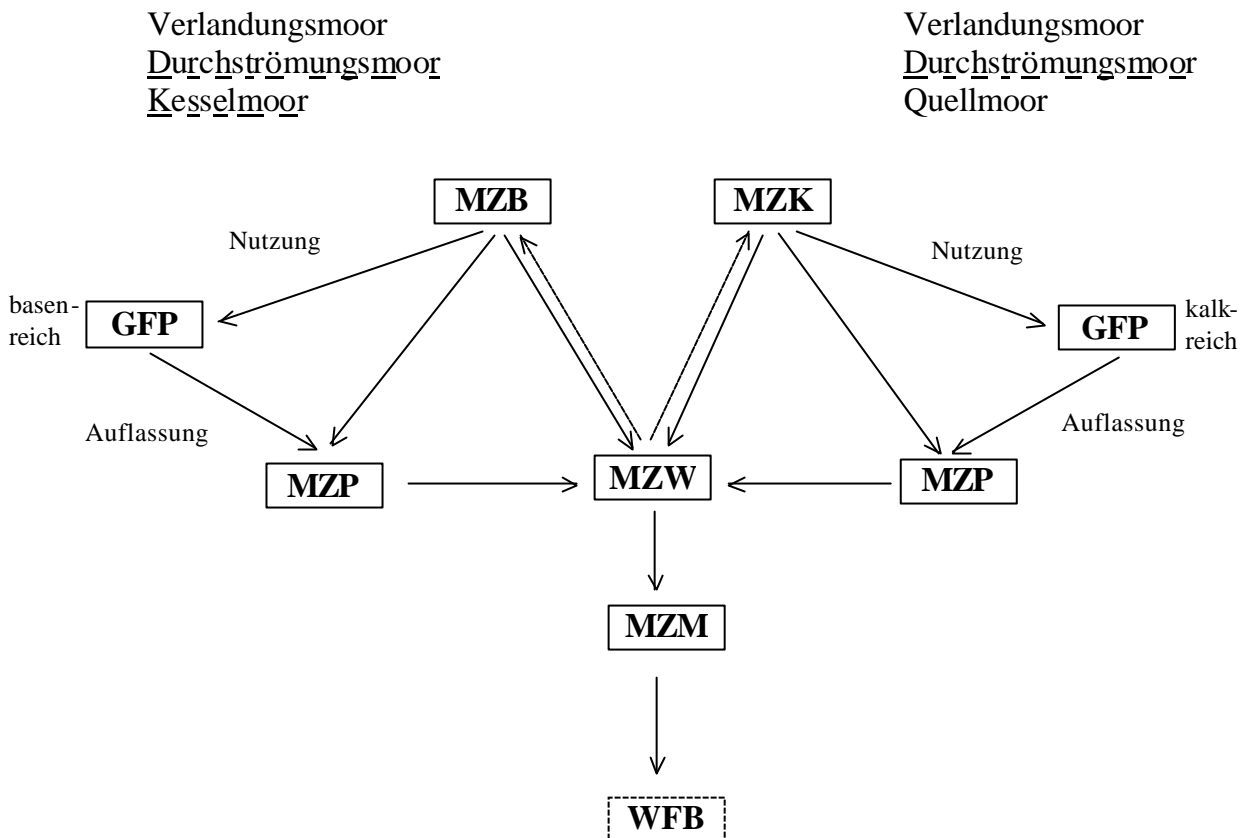 Verlandungsmoor
Durchströmungsmoor
Kesselmoor
Verlandungsmoor
Durchströmungsmoor
Quellmoor
MZB
MZK
Nutzung
Nutzung
basen-
reich
GFP
GFP
kalk-
reich
Auflassung
Auflassung
MZP
MZW
MZP
MZM
WFB